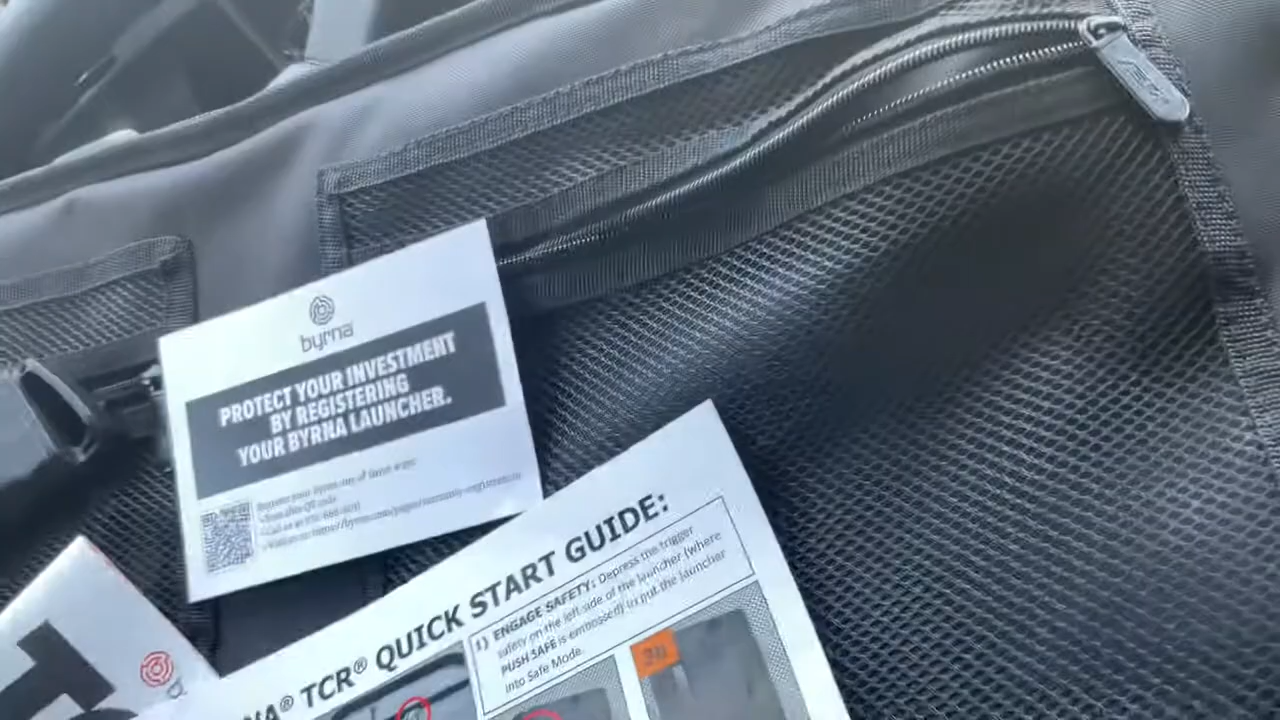 byrna
PROTECT YOUR INVESTMENT
BY REGISTERING
YOUR BYRNA LAUNCHER.
NA® TCR® QUICK START GUIDE:
1) ENGAGE SAFETY: Depress the trigger
safety on the left side of the launcher (where
PUSH SAFE is embossed) to put the launcher
into Safe Mode.